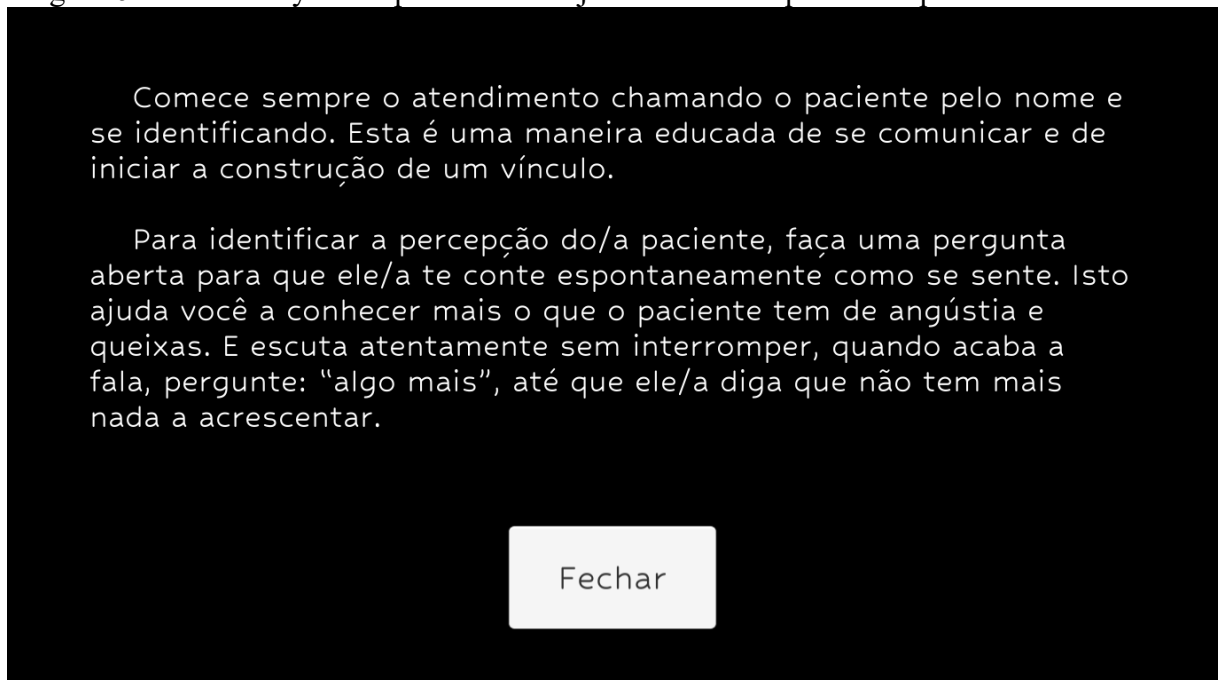 Comece sempre o atendimento chamando o paciente pelo nome e
se identificando. Esta é uma maneira educada de se comunicar e de
iniciar a construção de um vínculo.
Para identificar a percepção do/a paciente, faça uma pergunta
aberta para que ele/a te conte espontaneamente como se sente. Isto
ajuda você a conhecer mais o que o paciente tem de angústia e
queixas. E escuta atentamente sem interromper, quando acaba a
fala, pergunte: “algo mais”, até que ele/a diga que não tem mais
nada a acrescentar.
Fechar